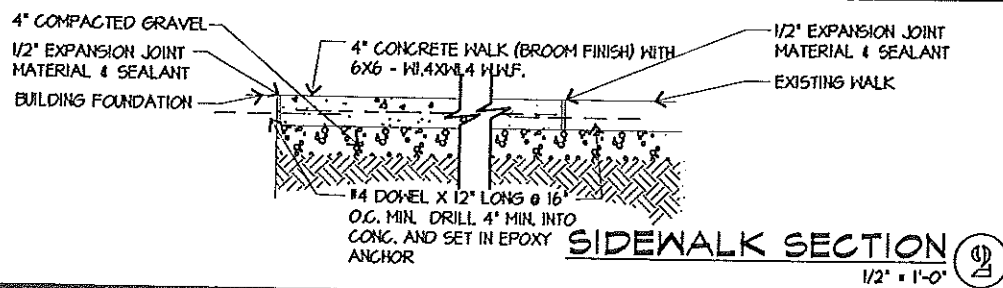 4" COMPACTED GRAVEL
1/2" EXPANSION JOINT
MATERIAL & SEALANT
BUILDING FOUNDATION
4" CONCRETE WALK (BROOM FINISH) WITH
6X6 - W1.4XW1.4 W.W.F.
1/2" EXPANSION JOINT
MATERIAL & SEALANT
EXISTING WALK
#4 DOWEL X 12" LONG @ 16"
O.C. MIN. DRILL 4" MIN. INTO
CONC. AND SET IN EPOXY
ANCHOR
SIDEWALK SECTION 2
1/2" = 1'-0"